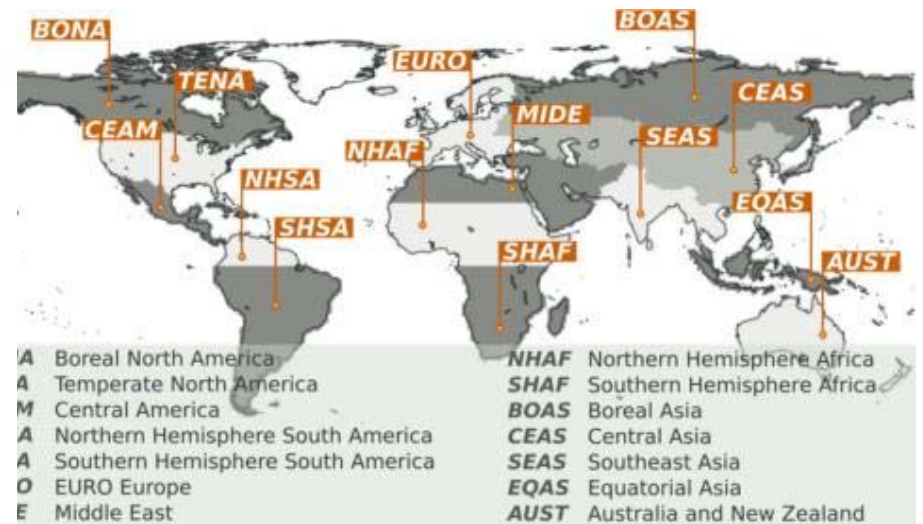 BONA
BOAS
EURO
TENA
CEAS
MIDE
CEAM
SEAS
NHAF
NHSA
EQAS
SHSA
SHAF
AUST
A Boreal North America
A Temperate North America
M Central America
A Northern Hemisphere South America
A Southern Hemisphere South America
O EURO Europe
E Middle East
NHAF Northern Hemisphere Africa
SHAF Southern Hemisphere Africa
BOAS Boreal Asia
CEAS Central Asia
SEAS Southeast Asia
EQAS Equatorial Asia
AUST Australia and New Zealand